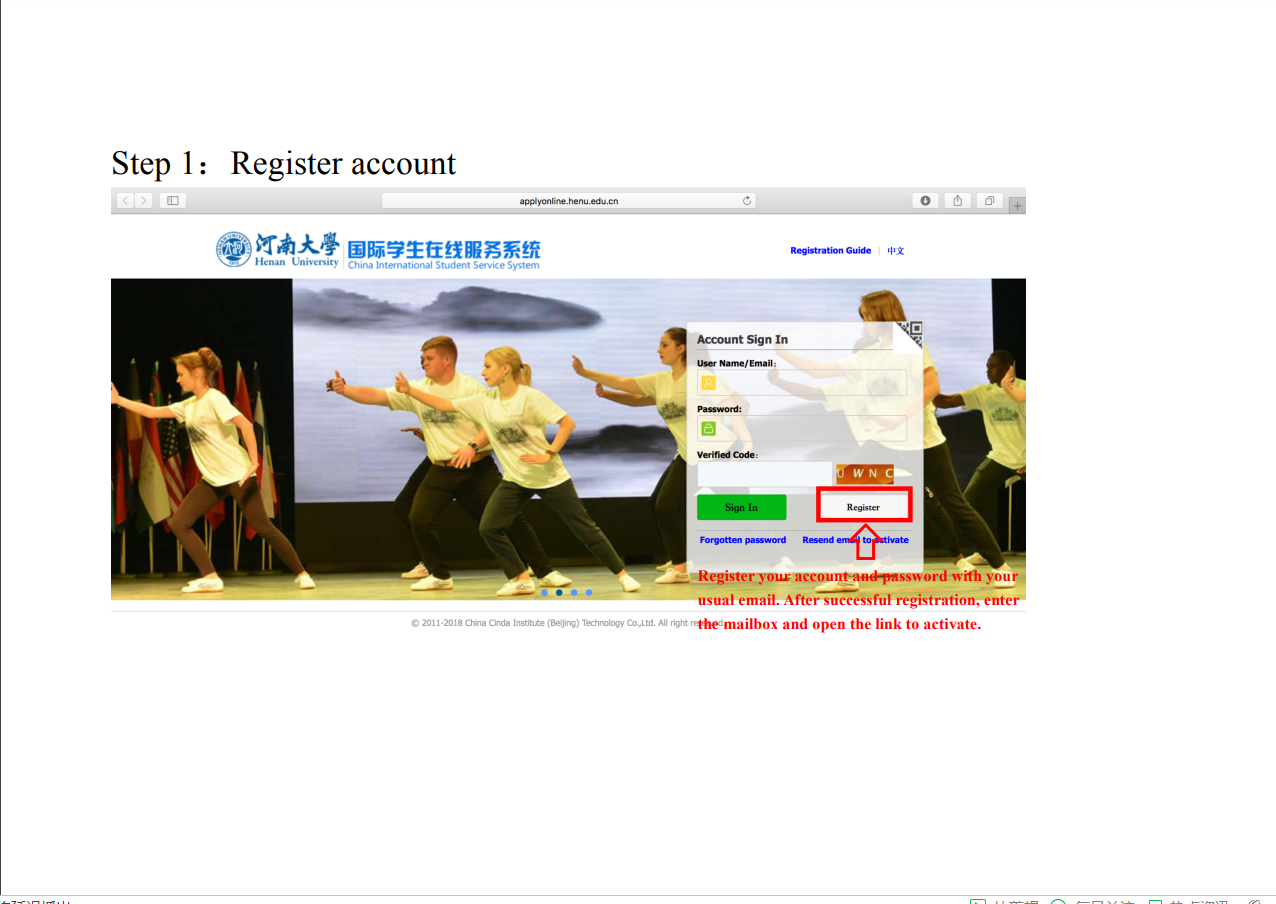 Step 1：Register account
applyonline.henu.edu.cn
河南大學
Henan University
国际学生在线服务系统
China International Student Service System
Registration Guide | 中文
Account Sign In
User Name/Email：
Password:
Verified Code：
U W N C
Sign In
Register
Forgotten password
Resend email to activate
Register your account and password with your
usual email. After successful registration, enter
the mailbox and open the link to activate.
© 2011-2018 China Cinda Institute (Beijing) Technology Co.,Ltd. All right reserved.